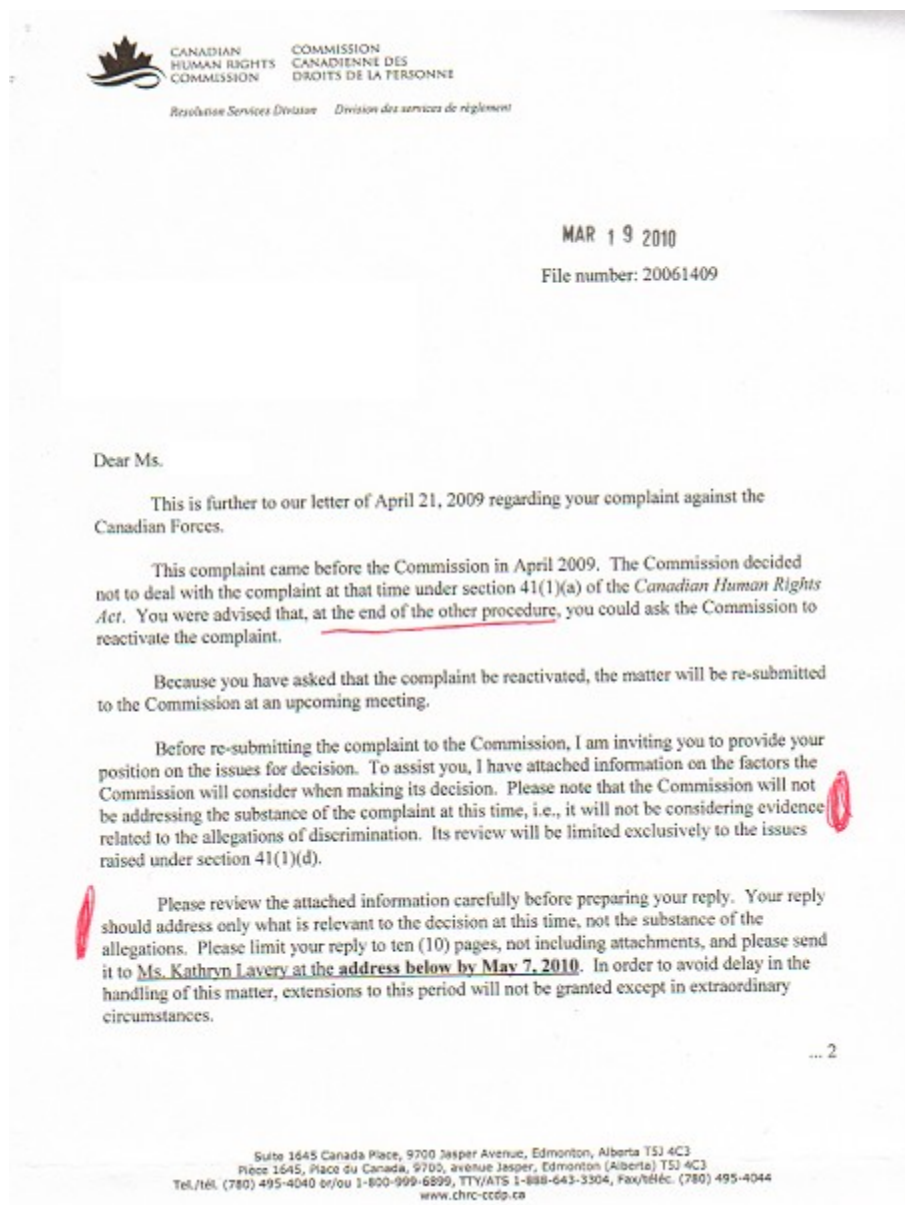 CANADIAN HUMAN RIGHTS COMMISSION
COMMISSION CANADIENNE DES DROITS DE LA PERSONNE
Resolution Services Division Division des services de règlement
MAR 19 2010
File number: 20061409
Dear Ms.
This is further to our letter of April 21, 2009 regarding your complaint against the
Canadian Forces.
This complaint came before the Commission in April 2009. The Commission decided
not to deal with the complaint at that time under section 41(1)(a) of the Canadian Human Rights
Act. You were advised that, at the end of the other procedure, you could ask the Commission to
reactivate the complaint.
Because you have asked that the complaint be reactivated, the matter will be re-submitted
to the Commission at an upcoming meeting.
Before re-submitting the complaint to the Commission, I am inviting you to provide your
position on the issues for decision. To assist you, I have attached information on the factors the
Commission will consider when making its decision. Please note that the Commission will not
be addressing the substance of the complaint at this time, i.e., it will not be considering evidence
related to the allegations of discrimination. Its review will be limited exclusively to the issues
raised under section 41(1)(d).
Please review the attached information carefully before preparing your reply. Your reply
should address only what is relevant to the decision at this time, not the substance of the
allegations. Please limit your reply to ten (10) pages, not including attachments, and please send
it to Ms. Kathryn Lavery at the address below by May 7, 2010. In order to avoid delay in the
handling of this matter, extensions to this period will not be granted except in extraordinary
circumstances.
... 2
Suite 1645 Canada Place, 9700 Jasper Avenue, Edmonton, Alberta T5J 4C3
Pièce 1645, Place du Canada, 9700, avenue Jasper, Edmonton (Alberta) T5J 4C3
Tel./tél. (780) 495-4040 or/ou 1-800-999-6899, TTY/ATS 1-888-643-3304, Fax/téléc. (780) 495-4044
www.chrc-ccdp.ca